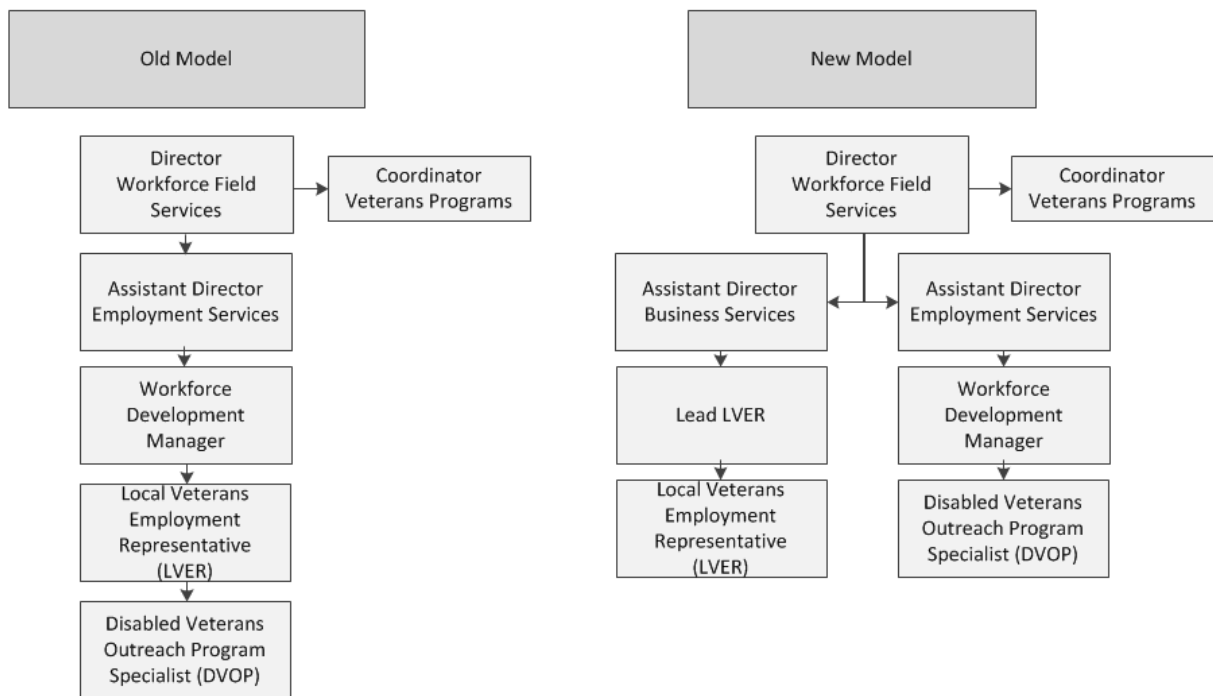 Old Model
Director
Workforce Field
Services
Coordinator
Veterans Programs
Assistant Director
Employment Services
Workforce
Development
Manager
Local Veterans
Employment
Representative
(LVER)
Disabled Veterans
Outreach Program
Specialist (DVOP)
New Model
Director
Workforce Field
Services
Coordinator
Veterans Programs
Assistant Director
Business Services
Lead LVER
Local Veterans
Employment
Representative
(LVER)
Assistant Director
Employment Services
Workforce
Development
Manager
Disabled Veterans
Outreach Program
Specialist (DVOP)